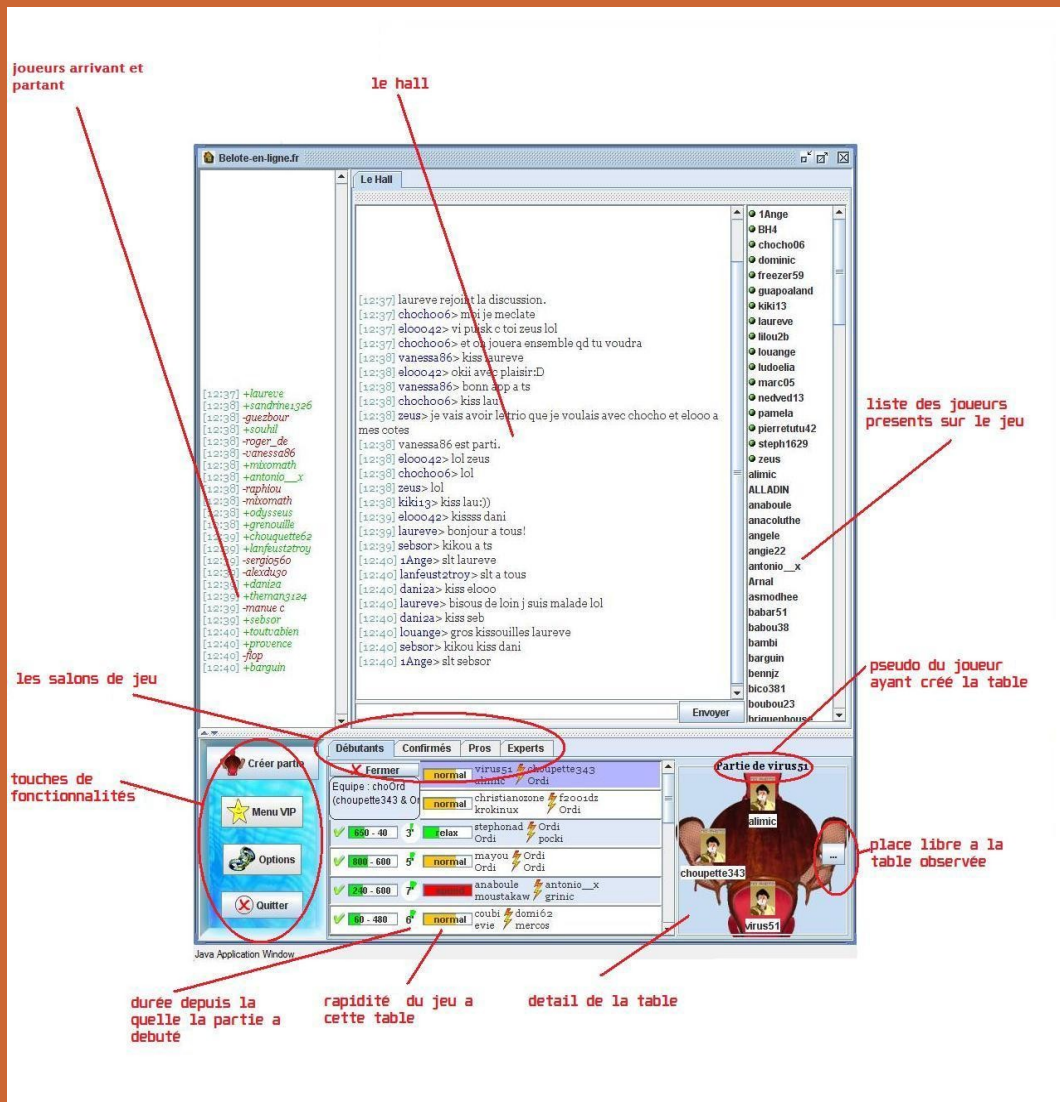 joueurs arrivant et
partant
le hall
Belote-en-ligne.fr
Le Hall
[12:37] +laureve
[12:38] +sandrine1326
[12:38] -guezbour
[12:38] +souhil
[12:38] -roger_de
[12:38] -vanessa86
[12:38] +mixomath
[12:38] +antonio__x
[12:38] -raphiou
[12:38] -mixomath
[12:38] +odysseus
[12:38] +grenouille
[12:39] +chouquette62
[12:39] +lanfeust2troy
[12:39] -sergio560
[12:39] -alexdu30
[12:39] +dani2a
[12:39] +theman3124
[12:39] -manue c
[12:39] +sebsor
[12:40] +toutvabien
[12:40] +provence
[12:40] -flop
[12:40] +barguin
[12:37] laureve rejoint la discussion.
[12:37] chocho06> moi je meclate
[12:37] elooo42> vi puisk c toi zeus lol
[12:37] chocho06> et on jouera ensemble qd tu voudra
[12:38] vanessa86> kiss laureve
[12:38] elooo42> okii avec plaisir:D
[12:38] vanessa86> bonn app a ts
[12:38] chocho06> kiss lau
[12:38] zeus> je vais avoir le trio que je voulais avec chocho et elooo a
mes cotes
[12:38] vanessa86 est parti.
[12:38] elooo42> lol zeus
[12:38] chocho06> lol
[12:38] zeus> lol
[12:38] kiki13> kiss lau:))
[12:39] elooo42> kissss dani
[12:39] laureve> bonjour a tous!
[12:39] sebsor> kikou a ts
[12:40] 1Ange> slt laureve
[12:40] lanfeust2troy> slt a tous
[12:40] dani2a> kiss elooo
[12:40] laureve> bisous de loin j suis malade lol
[12:40] dani2a> kiss seb
[12:40] louange> gros kissouilles laureve
[12:40] sebsor> kikou kiss dani
[12:40] 1Ange> slt sebsor
Envoyer
1Ange
BH4
chocho06
dominic
freezer59
guapoaland
kiki13
laureve
lilou2b
louange
ludoelia
marc05
nedved13
pamela
pierretutu42
steph1629
zeus
alimic
ALLADIN
anaboule
anacoluthe
angele
angie22
antonio__x
Arnal
asmodhee
babar51
babou38
bambi
barguin
bennjz
bico381
boubou23
briquenbouse
liste des joueurs
presents sur le jeu
pseudo du joueur
ayant créé la table
les salons de jeu
touches de
fonctionnalités
Créer partie
Menu VIP
Options
Quitter
Débutants Confirmés Pros Experts
Fermer normal virus51 choupette343
alimic Ordi
Equipe : choOrd
(choupette343 & Or
normal christianozone f2001dz
krokinux Ordi
650 - 40 3' relax stephonad Ordi
Ordi pocki
800 - 600 5' normal mayou Ordi
Ordi Ordi
240 - 600 7' anaboule antonio__x
moustakaw grinic
60 - 480 6' normal coubi domi62
evie mercos
Partie de virus51
alimic
choupette343
...
virus51
place libre a la
table observée
Java Application Window
durée depuis la
quelle la partie a
debuté
rapidité du jeu a
cette table
detail de la table